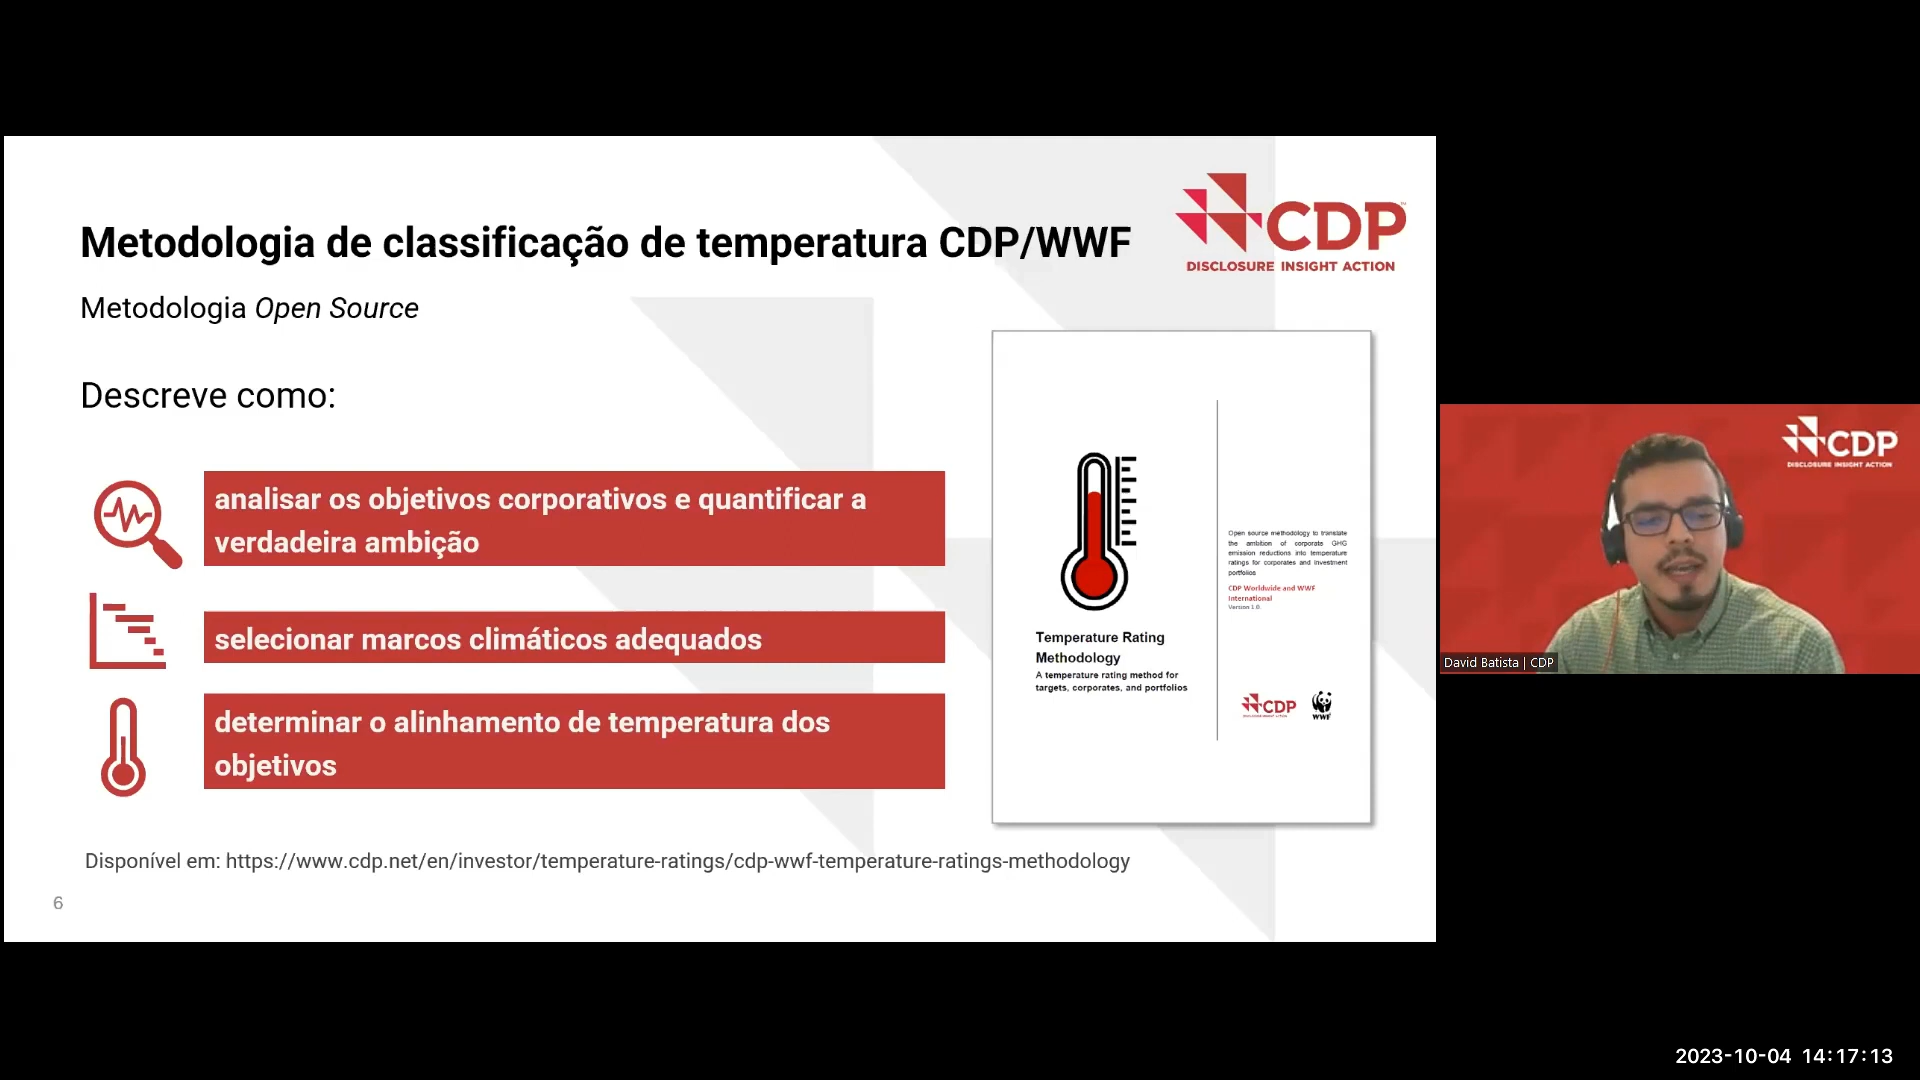 Metodologia de classificação de temperatura CDP/WWF
CDP
DISCLOSURE INSIGHT ACTION
Metodologia Open Source
Descreve como:
analisar os objetivos corporativos e quantificar a
verdadeira ambição
selecionar marcos climáticos adequados
determinar o alinhamento de temperatura dos
objetivos
Temperature Rating
Methodology
A temperature rating method for
targets, corporates, and portfolios
Open source methodology to translate
the ambition of corporate GHG
emission reductions into temperature
ratings for corporates and investment
portfolios
CDP Worldwide and WWF
International
Version 1.0
CDP
WWF
Disponível em: https://www.cdp.net/en/investor/temperature-ratings/cdp-wwf-temperature-ratings-methodology
6
CDP
DISCLOSURE INSIGHT ACTION
David Batista | CDP
2023-10-04 14:17:13